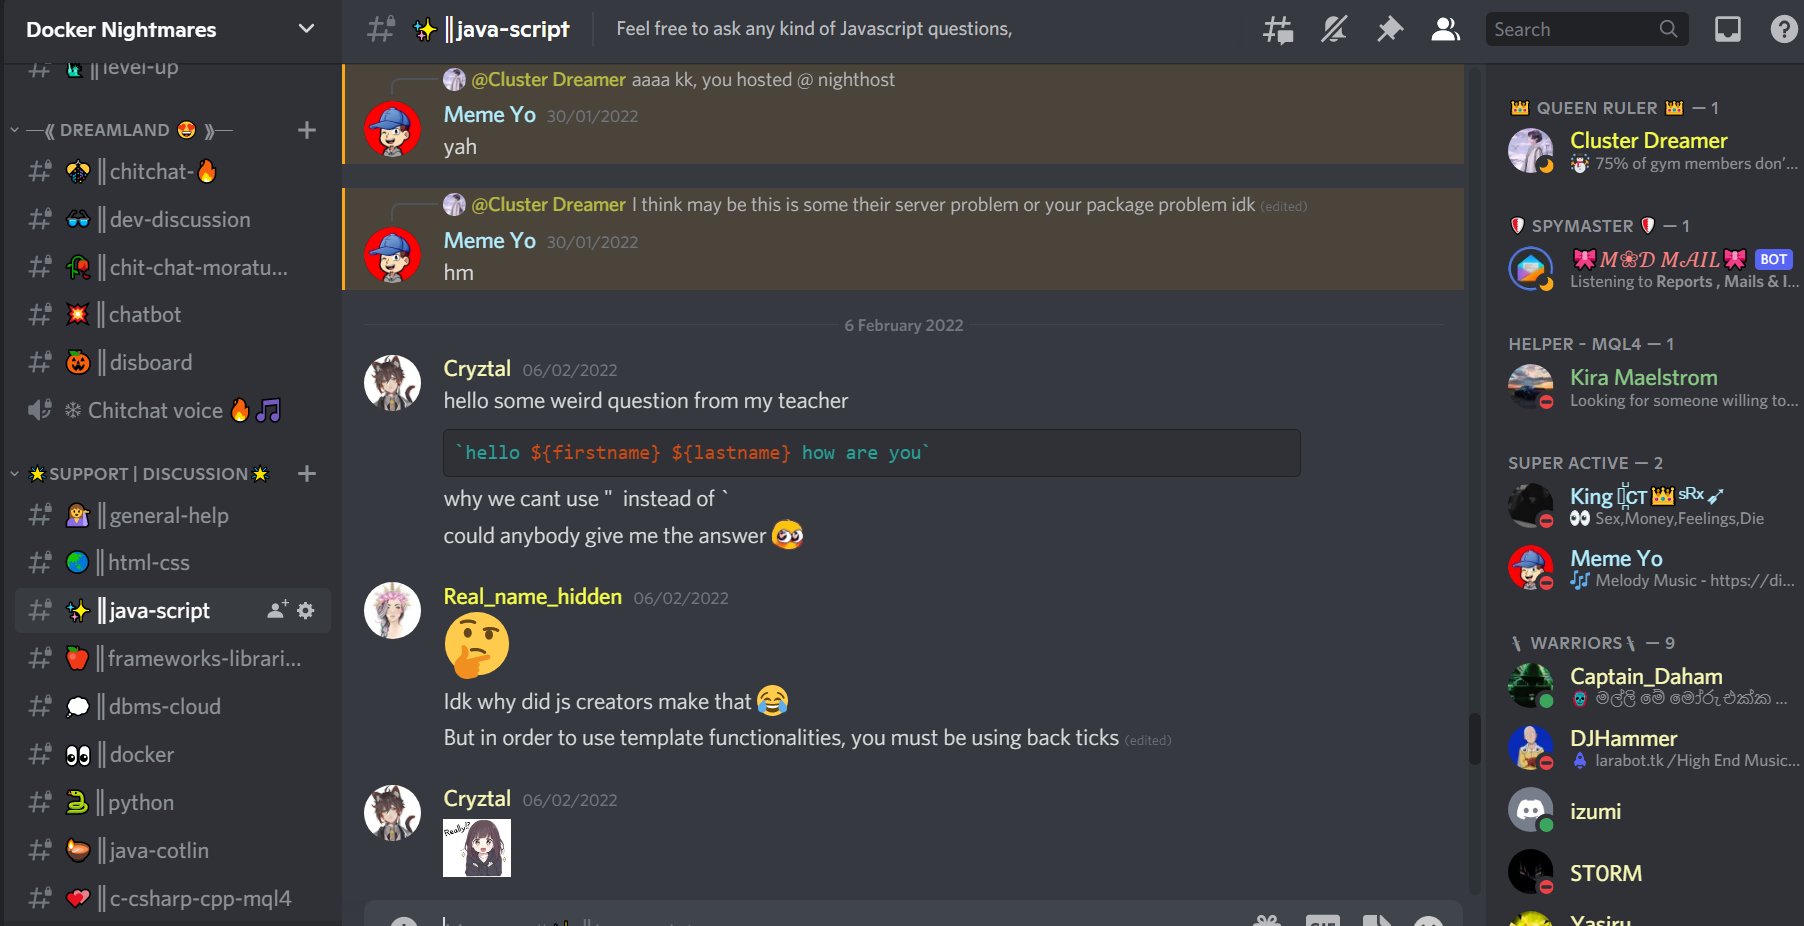 Docker Nightmares
level-up
DREAMLAND
chitchat-
dev-discussion
chit-chat-moratu...
chatbot
disboard
Chitchat voice
SUPPORT | DISCUSSION
general-help
html-css
java-script
frameworks-librari...
dbms-cloud
docker
python
java-cotlin
c-csharp-cpp-mql4
java-script
Feel free to ask any kind of Javascript questions,
Search
@Cluster Dreamer aaaa kk, you hosted @ nighthost
Meme Yo 30/01/2022
yah
@Cluster Dreamer I think may be this is some their server problem or your package problem idk (edited)
Meme Yo 30/01/2022
hm
6 February 2022
Cryztal 06/02/2022
hello some weird question from my teacher
`hello ${firstname} ${lastname} how are you`
why we cant use " instead of `
could anybody give me the answer
Real_name_hidden 06/02/2022
Idk why did js creators make that
But in order to use template functionalities, you must be using back ticks (edited)
Cryztal 06/02/2022
Really!?
QUEEN RULER — 1
Cluster Dreamer
75% of gym members don'...
SPYMASTER — 1
M❀D MAIL BOT
Listening to Reports , Mails & I...
HELPER - MQL4 — 1
Kira Maelstrom
Looking for someone willing to...
SUPER ACTIVE — 2
King
Sex,Money,Feelings,Die
Meme Yo
Melody Music - https://di...
WARRIORS — 9
Captain_Daham
මල්ලි මේ මෝරු එක්ක ...
DJHammer
larabot.tk /High End Music...
izumi
ST0RM
Yasiru